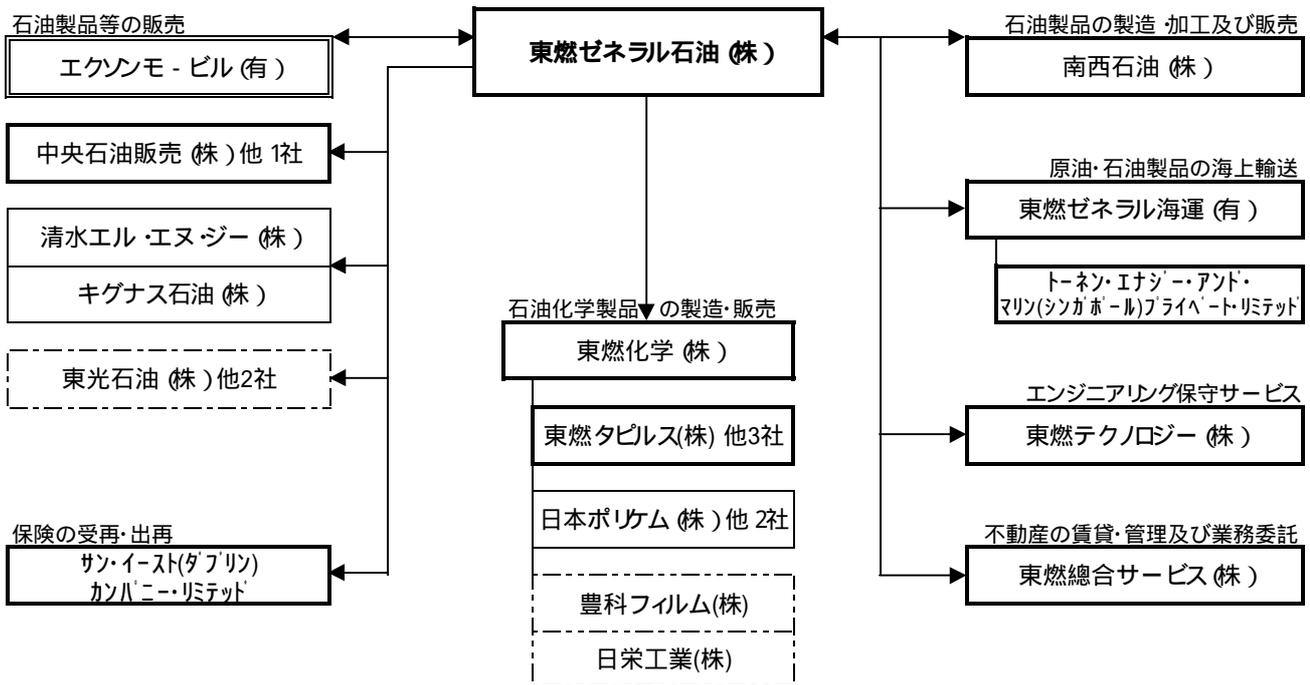 石油製品等の販売
エクソンモ - ビル (有 )
中央石油販売 (株 ) 他 1社
清水エル ・エヌ・ジー (株 )
キグナス石油 (株 )
東光石油 (株 ) 他2社
保険の受再・出再
ｻﾝ・ｲｰｽﾄ(ﾀﾞﾌﾞﾘﾝ)
ｶﾝﾊﾟﾆｰ・ﾘﾐﾃｯﾄﾞ
東燃ゼネラル石油 (株 )
石油化学製品 の製造・販売
東燃化学 (株 )
東燃タピルス(株) 他3社
日本ポリケム (株 ) 他 2社
豊科フィルム(株)
日栄工業(株)
石油製品の製造 ・加工及び販売
南西石油 (株 )
原油・石油製品の海上輸送
東燃ゼネラル海運 (有 )
ﾄｰﾈﾝ・ｴﾅｼﾞｰ・ｱﾝﾄﾞ・
ﾏﾘﾝ(ｼﾝｶﾞﾎﾟｰﾙ)ﾌﾟﾗｲﾍﾞｰﾄ・ﾘﾐﾃｯﾄﾞ
エンジニアリング保守サービス
東燃テクノロジー (株 )
不動産の賃貸・管理及び業務委託
東燃總合サービス (株 )